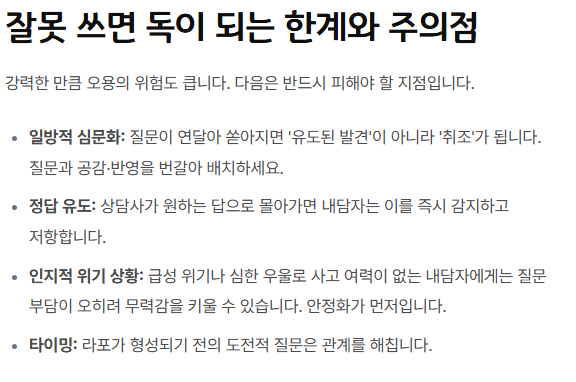 잘못 쓰면 독이 되는 한계와 주의점
강력한 만큼 오용의 위험도 큽니다. 다음은 반드시 피해야 할 지점입니다.
• 일방적 심문화: 질문이 연달아 쏟아지면 '유도된 발견'이 아니라 '취조'가 됩니다.
질문과 공감·반영을 번갈아 배치하세요.
• 정답 유도: 상담사가 원하는 답으로 몰아가면 내담자는 이를 즉시 감지하고
저항합니다.
• 인지적 위기 상황: 급성 위기나 심한 우울로 사고 여력이 없는 내담자에게는 질문
부담이 오히려 무력감을 키울 수 있습니다. 안정화가 먼저입니다.
• 타이밍: 라포가 형성되기 전의 도전적 질문은 관계를 해칩니다.